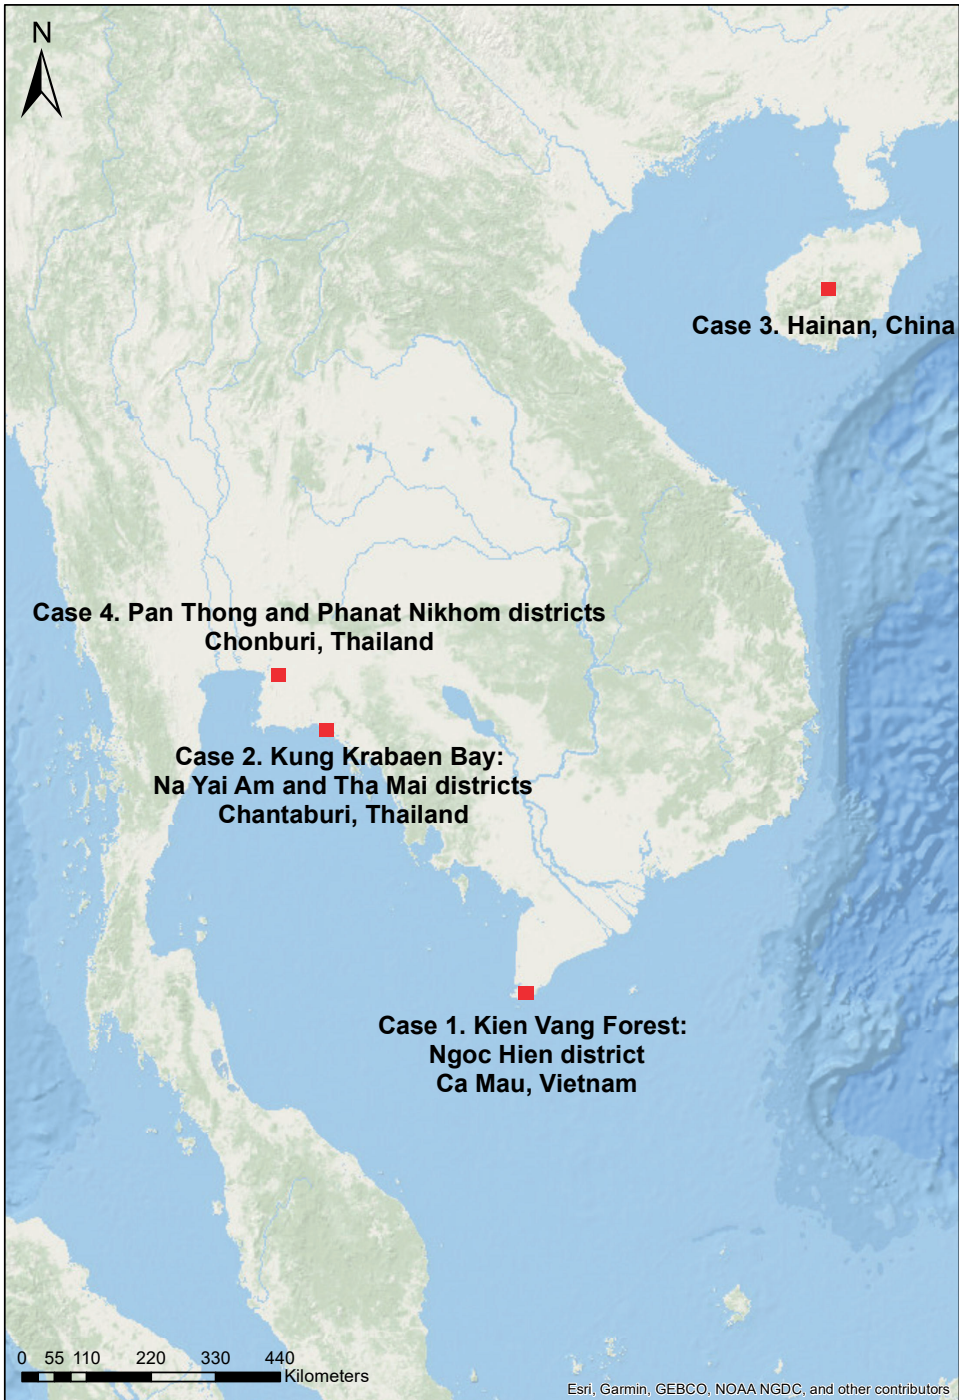 N
Case 3. Hainan, China
Case 4. Pan Thong and Phanat Nikhom districts
Chonburi, Thailand
Case 2. Kung Krabaen Bay:
Na Yai Am and Tha Mai districts
Chantaburi, Thailand
Case 1. Kien Vang Forest:
Ngoc Hien district
Ca Mau, Vietnam
0 55 110 220 330 440
Kilometers
Esri, Garmin, GEBCO, NOAA NGDC, and other contributors